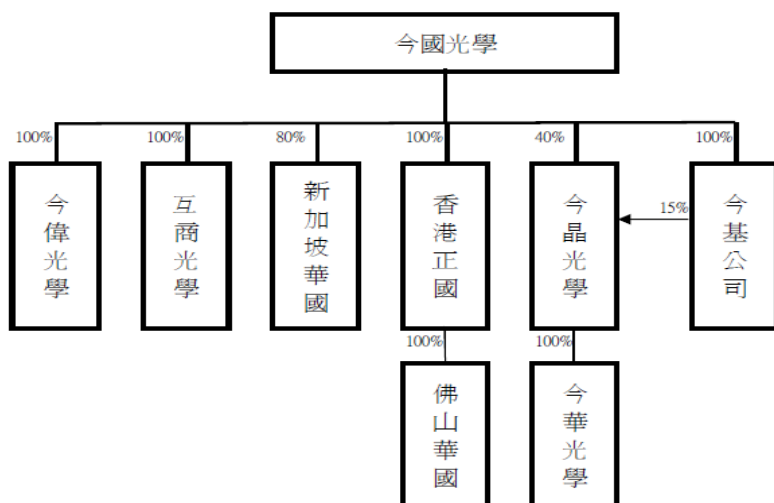 今國光學
100%
100%
80%
100%
40%
100%
今偉光學
互商光學
新加坡華國
香港正國
今晶光學
15%
今基公司
100%
100%
佛山華國
今華光學